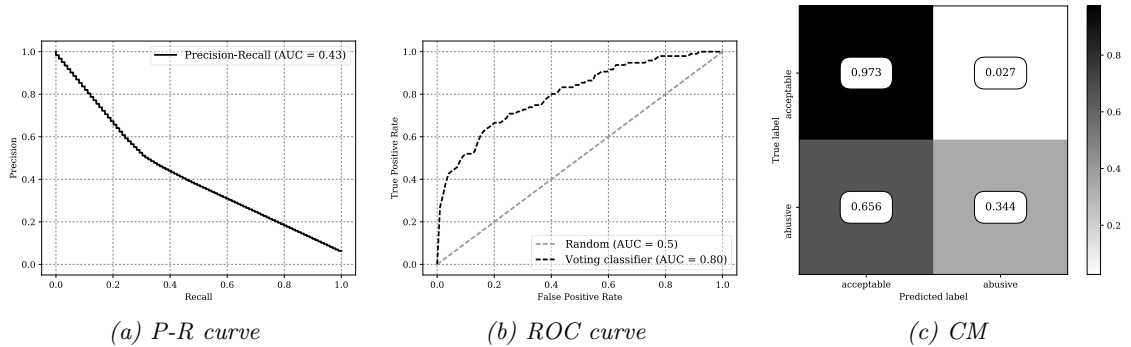 1.0
0.8
0.6
0.4
0.2
0.0
Precision
0.0 0.2 0.4 0.6 0.8 1.0
Recall
Precision-Recall (AUC = 0.43)
(a) P-R curve
1.0
0.8
0.6
0.4
0.2
0.0
True Positive Rate
0.0 0.2 0.4 0.6 0.8 1.0
False Positive Rate
Random (AUC = 0.5)
Voting classifier (AUC = 0.80)
(b) ROC curve
True label
acceptable
abusive
0.973 0.027
0.656 0.344
acceptable abusive
Predicted label
0.8
0.6
0.4
0.2
(c) CM